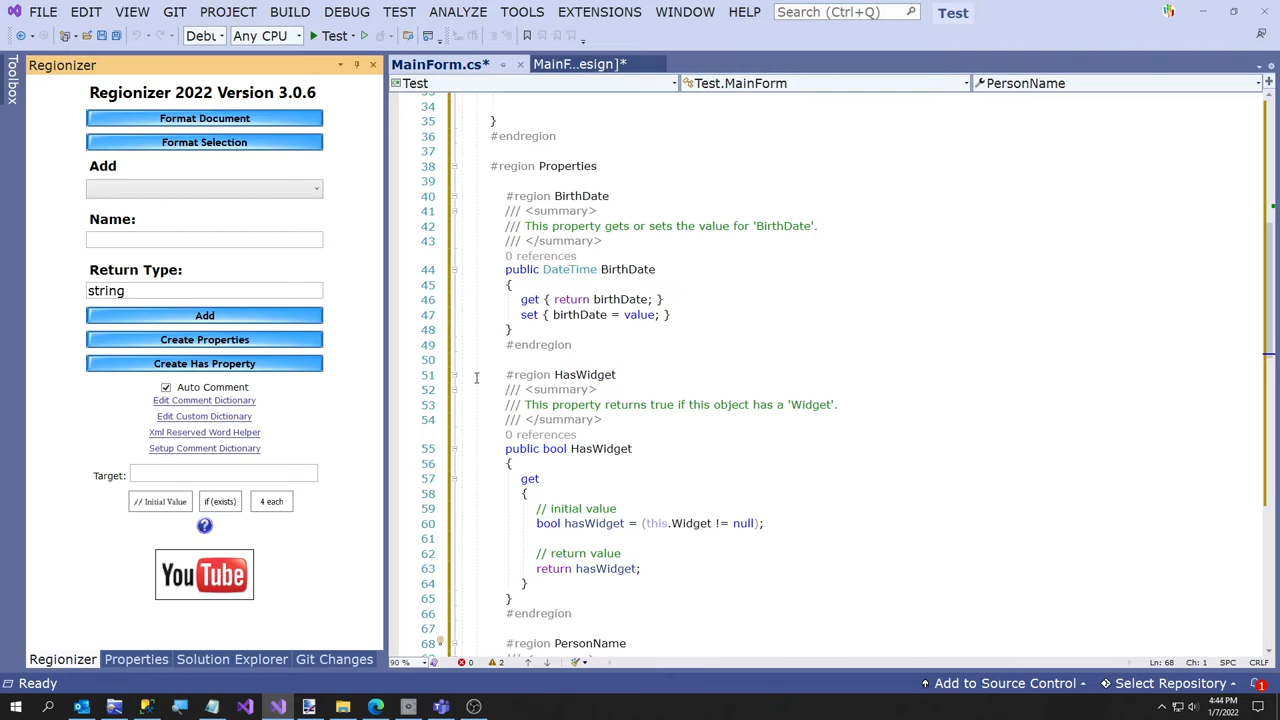 FILE EDIT VIEW GIT PROJECT BUILD DEBUG TEST ANALYZE TOOLS EXTENSIONS WINDOW HELP Search (Ctrl+Q) Test
Debu Any CPU Test
Toolbox
Regionizer
Regionizer 2022 Version 3.0.6
Format Document
Format Selection
Add
Name:
Return Type:
string
Add
Create Properties
Create Has Property
Auto Comment
Edit Comment Dictionary
Edit Custom Dictionary
Xml Reserved Word Helper
Setup Comment Dictionary
Target:
// Initial Value if (exists) 4 each
?
YouTube
Regionizer Properties Solution Explorer Git Changes
MainForm.cs* MainF...esign]*
Test Test.MainForm PersonName
33
34
35 }
36 #endregion
37
38 #region Properties
39
40 #region BirthDate
41 /// <summary>
42 /// This property gets or sets the value for 'BirthDate'.
43 /// </summary>
0 references
44 public DateTime BirthDate
45 {
46 get { return birthDate; }
47 set { birthDate = value; }
48 }
49 #endregion
50
51 #region HasWidget
52 /// <summary>
53 /// This property returns true if this object has a 'Widget'.
54 /// </summary>
0 references
55 public bool HasWidget
56 {
57 get
58 {
59 // initial value
60 bool hasWidget = (this.Widget != null);
61
62 // return value
63 return hasWidget;
64 }
65 }
66 #endregion
67
68 #region PersonName
90 % 0 2 Ln: 68 Ch: 1 SPC CRLF
Ready Add to Source Control Select Repository 1
4:44 PM
1/7/2022